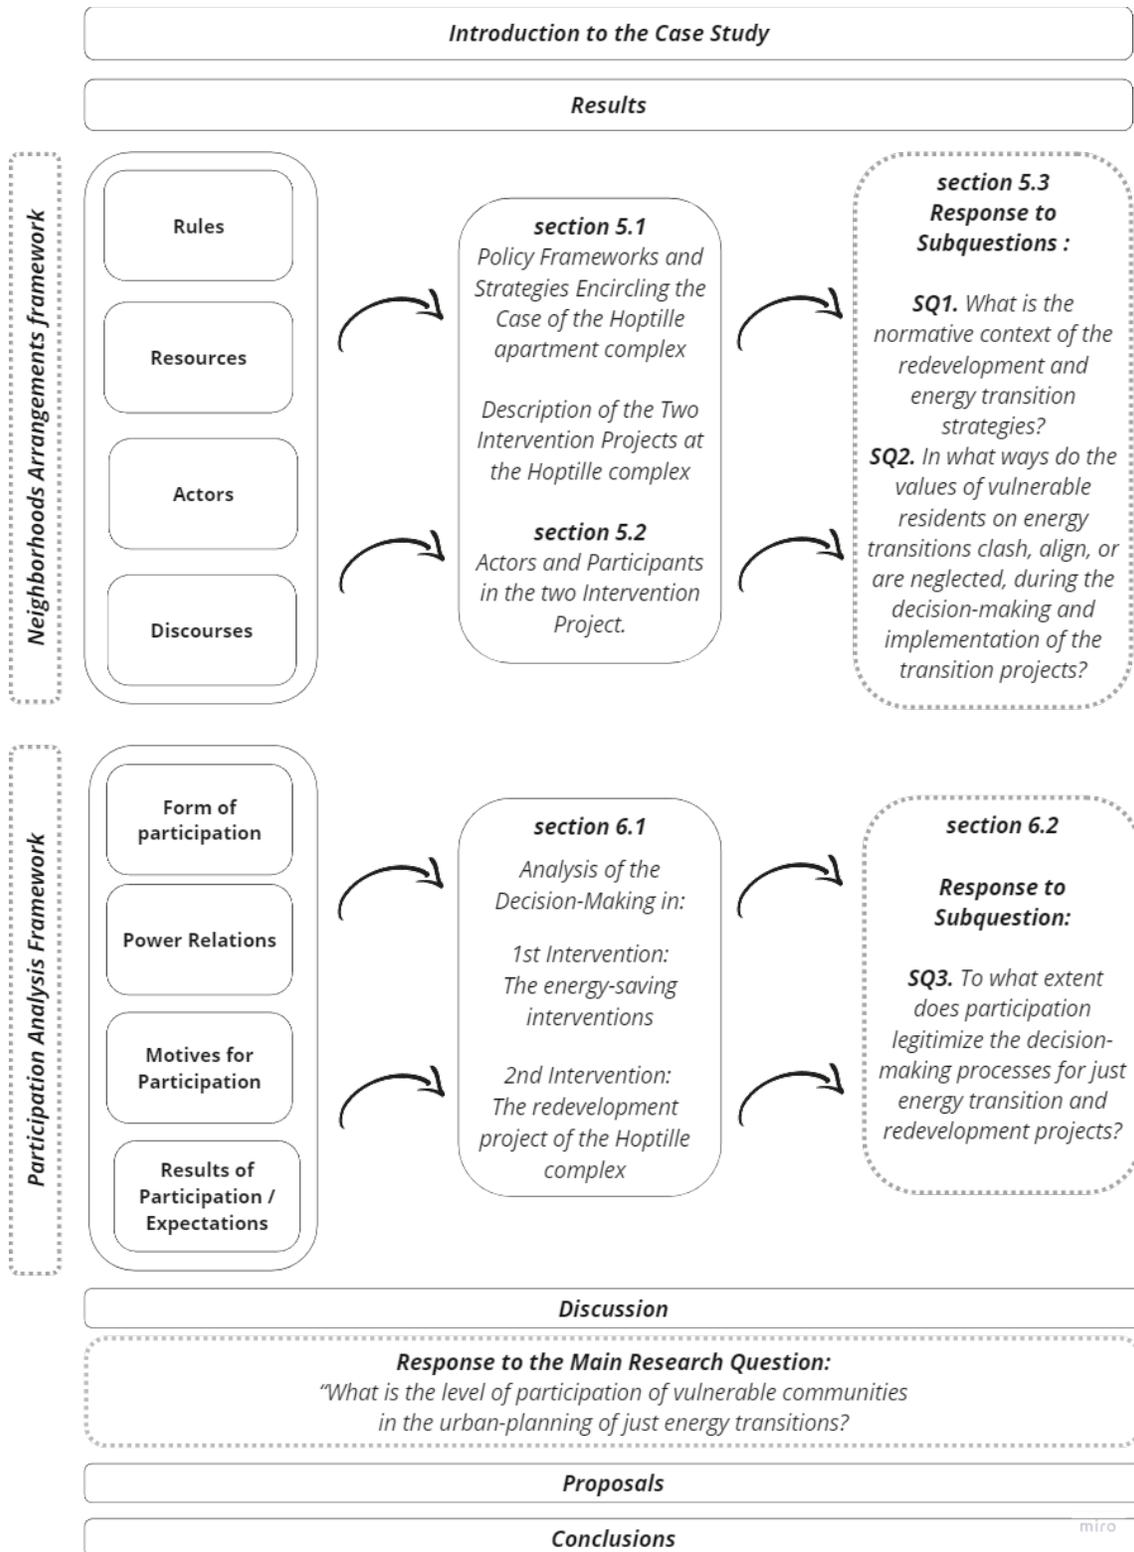 Introduction to the Case Study
Results
Neighborhoods Arrangements framework
Rules
Resources
Actors
Discourses
section 5.1
Policy Frameworks and
Strategies Encircling the
Case of the Hoptille
apartment complex
Description of the Two
Intervention Projects at
the Hoptille complex
section 5.2
Actors and Participants
in the two Intervention
Project.
section 5.3
Response to
Subquestions :
SQ1. What is the
normative context of the
redevelopment and
energy transition
strategies?
SQ2. In what ways do the
values of vulnerable
residents on energy
transitions clash, align, or
are neglected, during the
decision-making and
implementation of the
transition projects?
Participation Analysis Framework
Form of
participation
Power Relations
Motives for
Participation
Results of
Participation /
Expectations
section 6.1
Analysis of the
Decision-Making in:
1st Intervention:
The energy-saving
interventions
2nd Intervention:
The redevelopment
project of the Hoptille
complex
section 6.2
Response to
Subquestion:
SQ3. To what extent
does participation
legitimize the decision-
making processes for just
energy transition and
redevelopment projects?
Discussion
Response to the Main Research Question:
“What is the level of participation of vulnerable communities
in the urban-planning of just energy transitions?
Proposals
Conclusions
miro